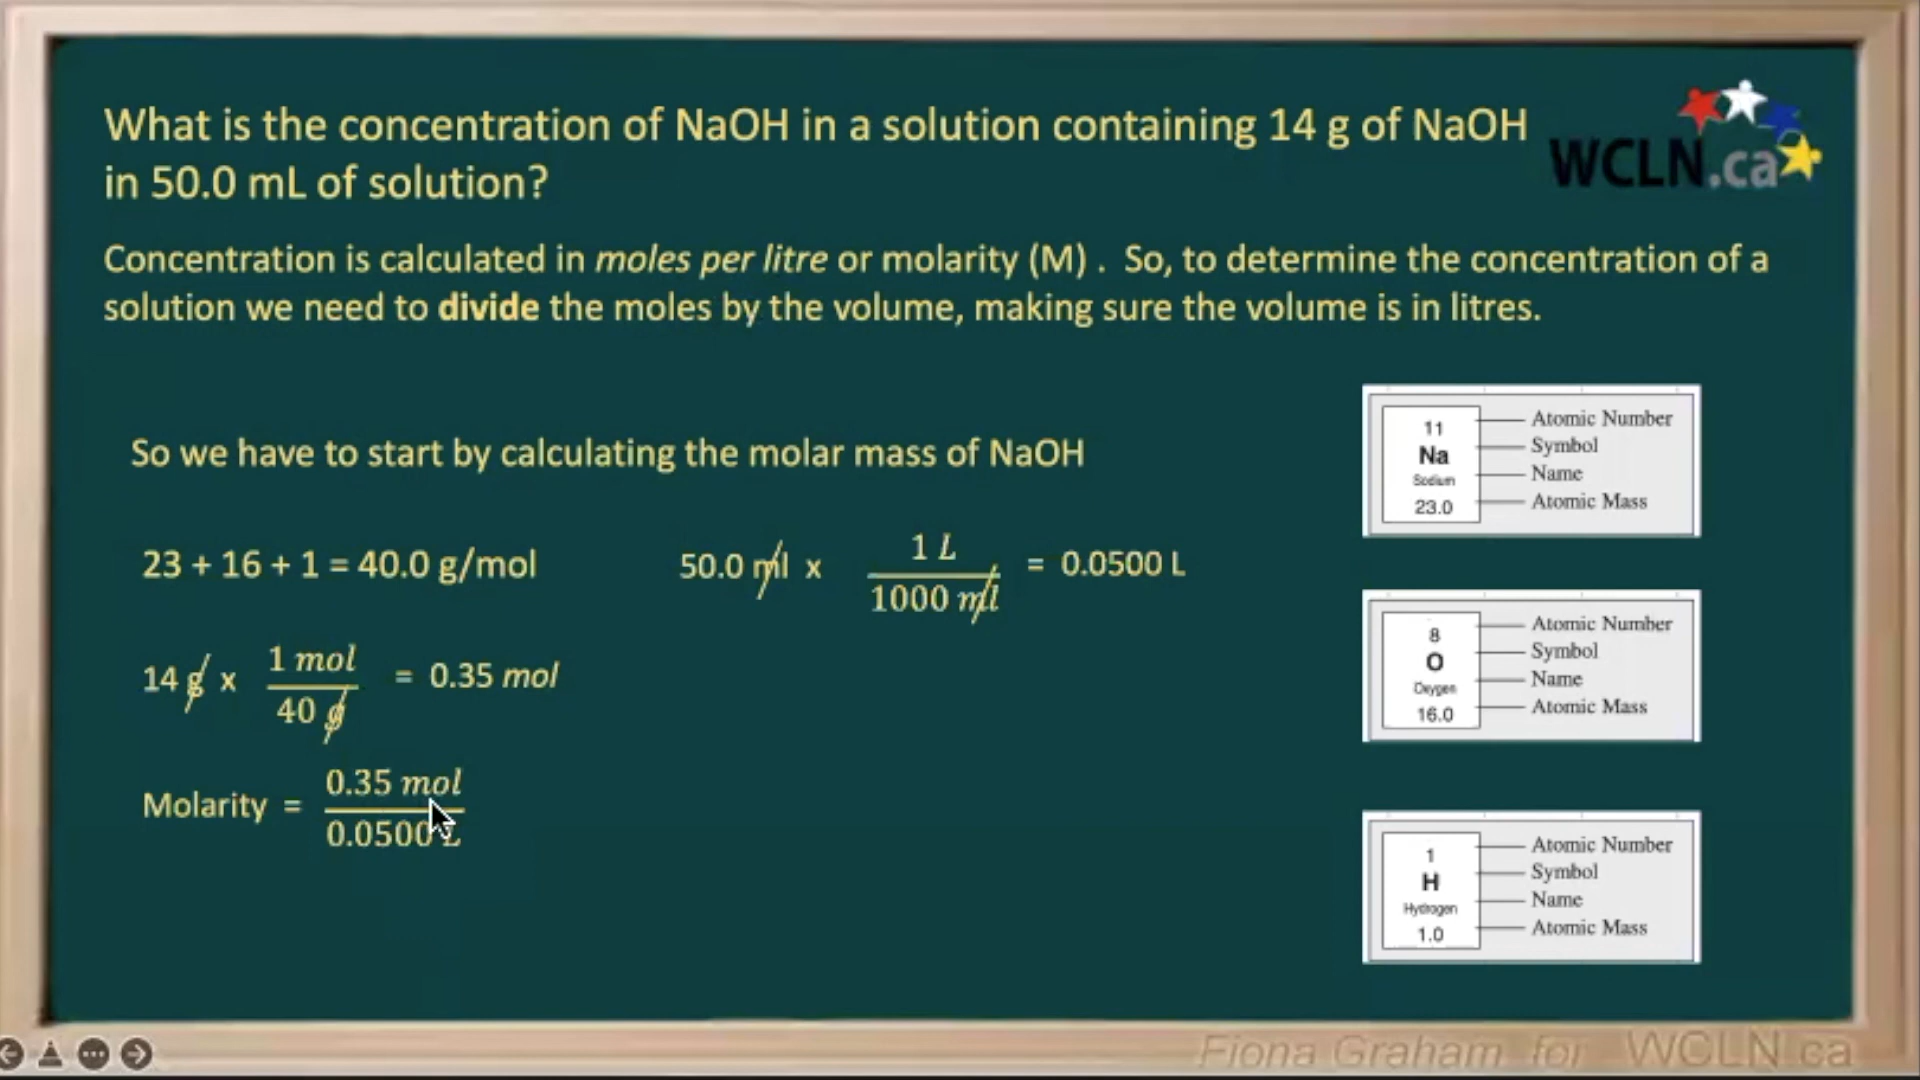 What is the concentration of NaOH in a solution containing 14 g of NaOH
in 50.0 mL of solution?
WCLN.ca
Concentration is calculated in moles per litre or molarity (M) . So, to determine the concentration of a
solution we need to divide the moles by the volume, making sure the volume is in litres.
So we have to start by calculating the molar mass of NaOH
23 + 16 + 1 = 40.0 g/mol
50.0 ml x 1 L / 1000 ml = 0.0500 L
14 g x 1 mol / 40 g = 0.35 mol
Molarity = 0.35 mol / 0.0500 L
11
Na
Sodium
23.0
Atomic Number
Symbol
Name
Atomic Mass
8
O
Oxygen
16.0
Atomic Number
Symbol
Name
Atomic Mass
1
H
Hydrogen
1.0
Atomic Number
Symbol
Name
Atomic Mass
Fiona Graham for WCLN.ca